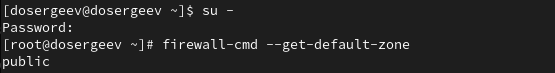 [dosergeev@dosergeev ~]$ su -
Password:
[root@dosergeev ~]# firewall-cmd --get-default-zone
public